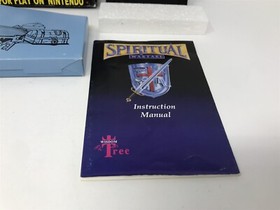 FOR PLAY ON NINTENDO
SPIRITUAL
WARFARE
Instruction
Manual
Tree